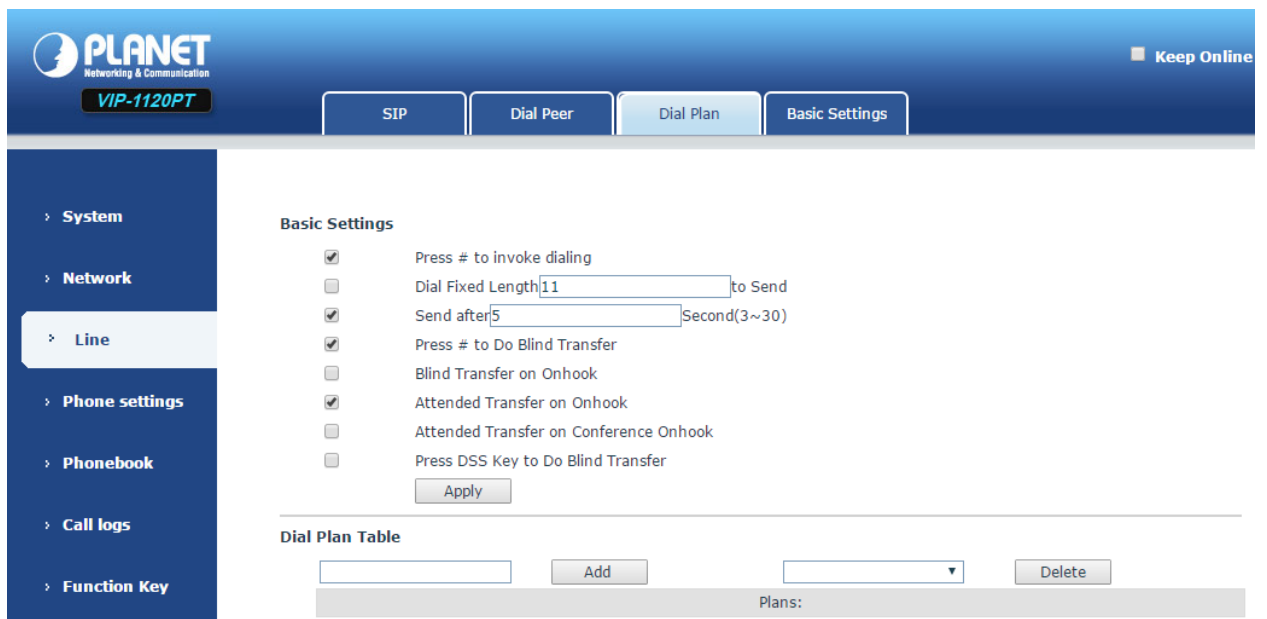 PLANET
Networking & Communication
VIP-1120PT
Keep Online
SIP
Dial Peer
Dial Plan
Basic Settings
System
Network
Line
Phone settings
Phonebook
Call logs
Function Key
Basic Settings
Press # to invoke dialing
Dial Fixed Length 11 to Send
Send after 5 Second(3~30)
Press # to Do Blind Transfer
Blind Transfer on Onhook
Attended Transfer on Onhook
Attended Transfer on Conference Onhook
Press DSS Key to Do Blind Transfer
Apply
Dial Plan Table
Add
Delete
Plans: